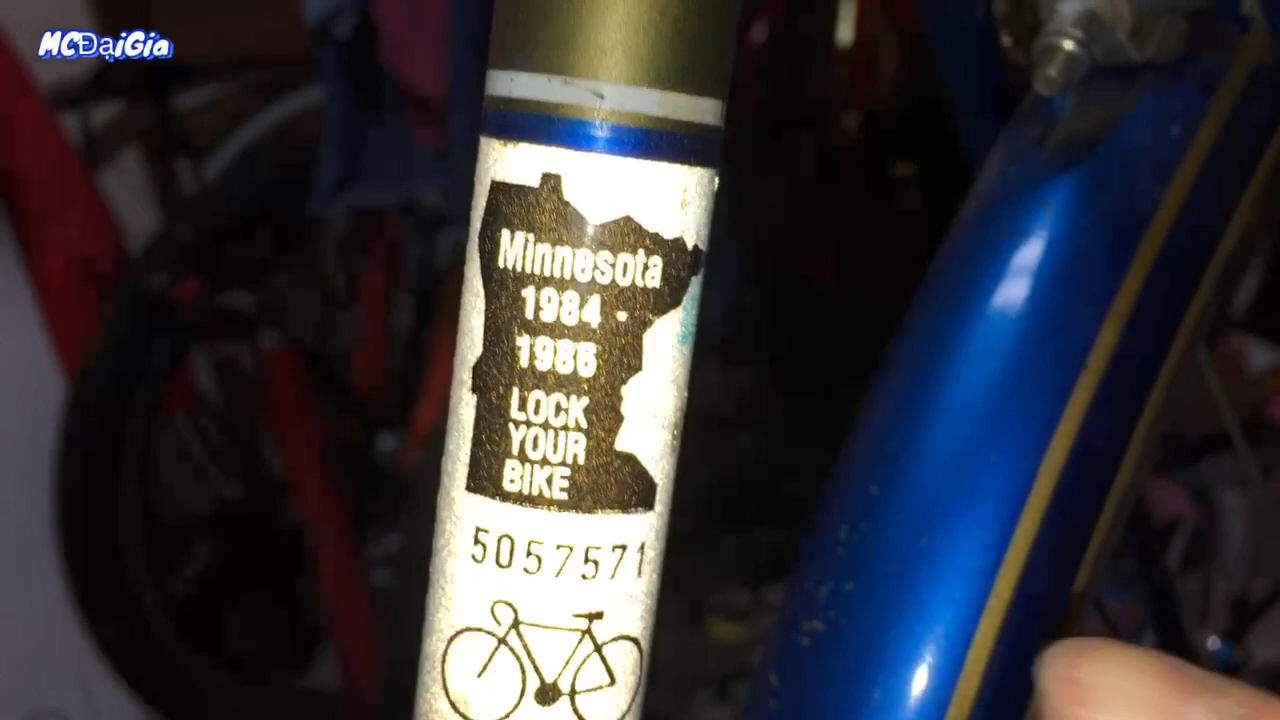 MCĐạiGia
Minnesota
1984 -
1986
LOCK
YOUR
BIKE
5057571